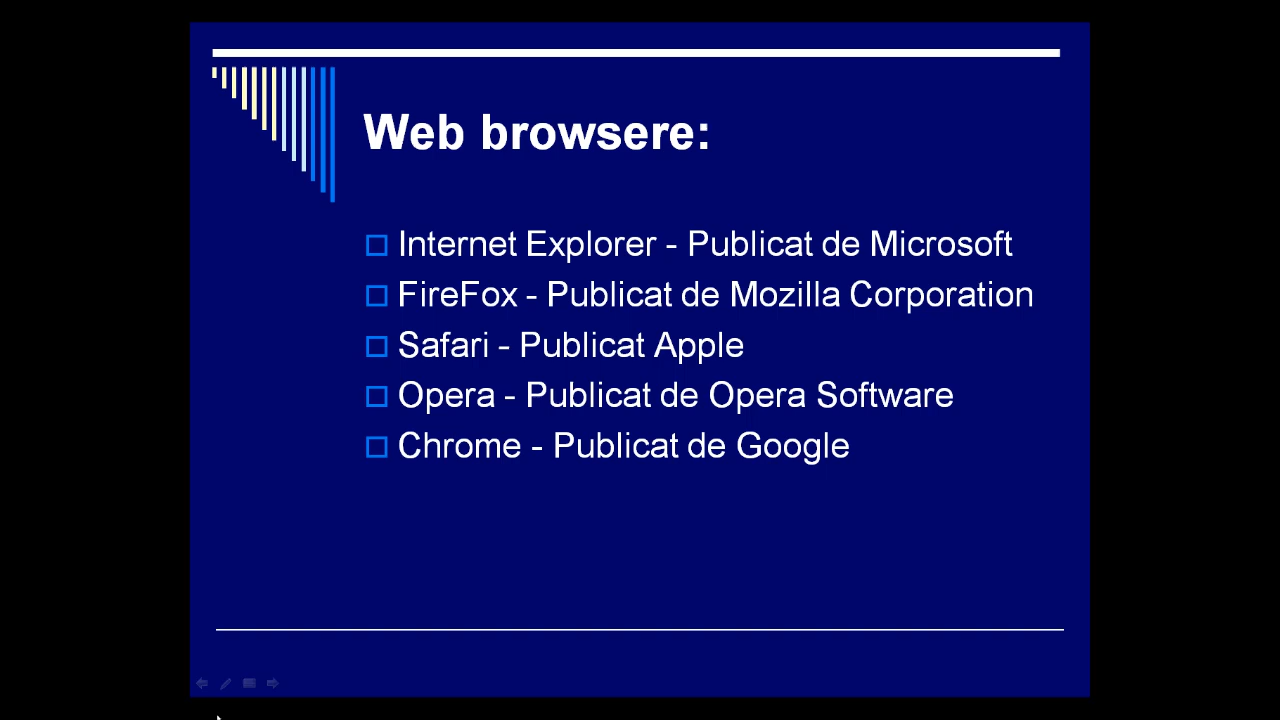 Web browsere:
Internet Explorer - Publicat de Microsoft
FireFox - Publicat de Mozilla Corporation
Safari - Publicat Apple
Opera - Publicat de Opera Software
Chrome - Publicat de Google